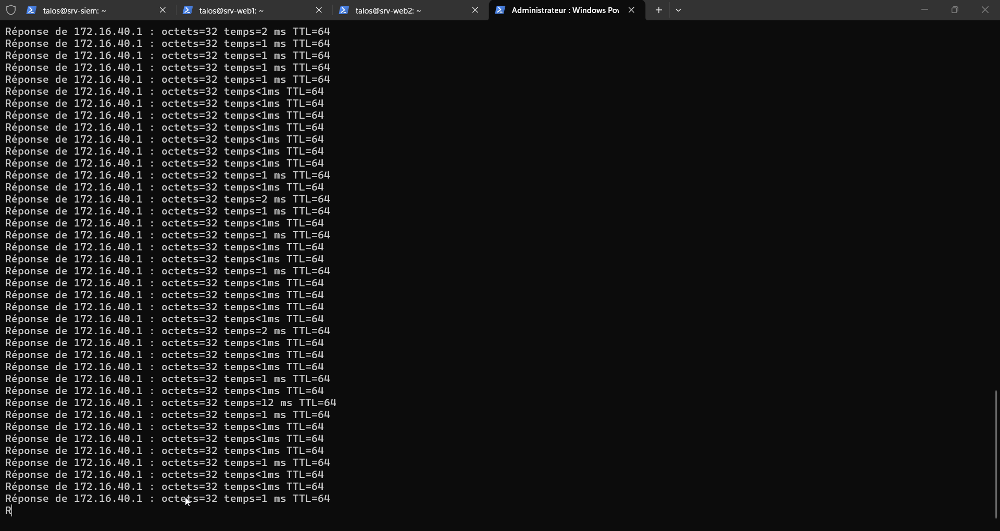 talos@srv-siem: ~
talos@srv-web1: ~
talos@srv-web2: ~
Administrateur : Windows Pow
Réponse de 172.16.40.1 : octets=32 temps=2 ms TTL=64
Réponse de 172.16.40.1 : octets=32 temps=1 ms TTL=64
Réponse de 172.16.40.1 : octets=32 temps=1 ms TTL=64
Réponse de 172.16.40.1 : octets=32 temps=1 ms TTL=64
Réponse de 172.16.40.1 : octets=32 temps=1 ms TTL=64
Réponse de 172.16.40.1 : octets=32 temps<1ms TTL=64
Réponse de 172.16.40.1 : octets=32 temps<1ms TTL=64
Réponse de 172.16.40.1 : octets=32 temps<1ms TTL=64
Réponse de 172.16.40.1 : octets=32 temps<1ms TTL=64
Réponse de 172.16.40.1 : octets=32 temps<1ms TTL=64
Réponse de 172.16.40.1 : octets=32 temps<1ms TTL=64
Réponse de 172.16.40.1 : octets=32 temps<1ms TTL=64
Réponse de 172.16.40.1 : octets=32 temps=1 ms TTL=64
Réponse de 172.16.40.1 : octets=32 temps<1ms TTL=64
Réponse de 172.16.40.1 : octets=32 temps=2 ms TTL=64
Réponse de 172.16.40.1 : octets=32 temps=1 ms TTL=64
Réponse de 172.16.40.1 : octets=32 temps<1ms TTL=64
Réponse de 172.16.40.1 : octets=32 temps=1 ms TTL=64
Réponse de 172.16.40.1 : octets=32 temps<1ms TTL=64
Réponse de 172.16.40.1 : octets=32 temps<1ms TTL=64
Réponse de 172.16.40.1 : octets=32 temps=1 ms TTL=64
Réponse de 172.16.40.1 : octets=32 temps<1ms TTL=64
Réponse de 172.16.40.1 : octets=32 temps<1ms TTL=64
Réponse de 172.16.40.1 : octets=32 temps<1ms TTL=64
Réponse de 172.16.40.1 : octets=32 temps<1ms TTL=64
Réponse de 172.16.40.1 : octets=32 temps=2 ms TTL=64
Réponse de 172.16.40.1 : octets=32 temps<1ms TTL=64
Réponse de 172.16.40.1 : octets=32 temps<1ms TTL=64
Réponse de 172.16.40.1 : octets=32 temps<1ms TTL=64
Réponse de 172.16.40.1 : octets=32 temps=1 ms TTL=64
Réponse de 172.16.40.1 : octets=32 temps<1ms TTL=64
Réponse de 172.16.40.1 : octets=32 temps=12 ms TTL=64
Réponse de 172.16.40.1 : octets=32 temps=1 ms TTL=64
Réponse de 172.16.40.1 : octets=32 temps<1ms TTL=64
Réponse de 172.16.40.1 : octets=32 temps<1ms TTL=64
Réponse de 172.16.40.1 : octets=32 temps<1ms TTL=64
Réponse de 172.16.40.1 : octets=32 temps=1 ms TTL=64
Réponse de 172.16.40.1 : octets=32 temps<1ms TTL=64
Réponse de 172.16.40.1 : octets=32 temps<1ms TTL=64
Réponse de 172.16.40.1 : octets=32 temps=1 ms TTL=64
R